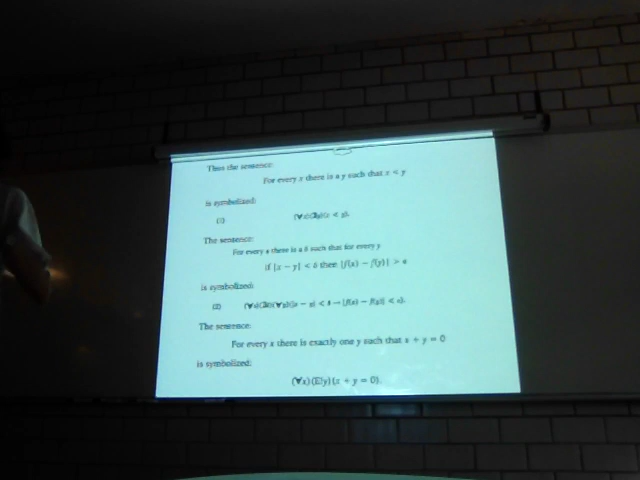 Thus the sentence:
For every x there is a y such that x < y
is symbolized:
(1) (∀x)(∃y)(x < y).
The sentence:
For every ε there is a δ such that for every y
if |x − y| < δ then |f(x) − f(y)| > ε
is symbolized:
(2) |x − y| < δ → |f(x) − f(y)| < ε).
The sentence:
For every x there is exactly one y such that x + y = 0
is symbolized:
(∀x)(E!y)(x + y = 0).